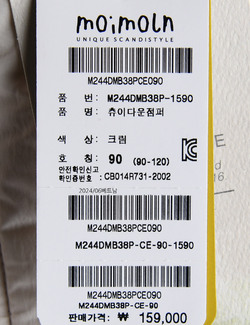 moimoln
UNIQUE SCANDISTYLE
M244DMB38PCE090
품 번 : M244DMB38P-1590
품 명 : 츄이다운점퍼
색 상 : 크림
호 칭 : 90 (90-120)
안전확인신고
확인증번호 : CB014R731-2002
2024/06베트남
M244DMB38PCE090
M244DMB38P-CE-90-1590
M244DMB38PCE090
M244DMB38P-CE-90
판매가격: ₩ 159,000